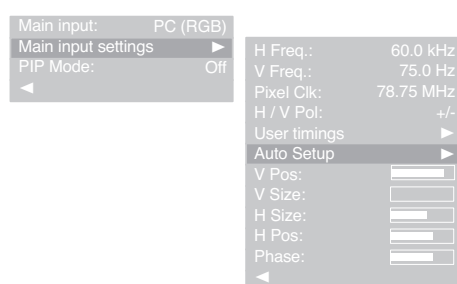 Main input: PC (RGB)
Main input settings ▶
PIP Mode: Off
◀
H Freq.: 60.0 kHz
V Freq.: 75.0 Hz
Pixel Clk: 78.75 MHz
H / V Pol: +/-
User timings ▶
Auto Setup ▶
V Pos:
V Size:
H Size:
H Pos:
Phase:
◀